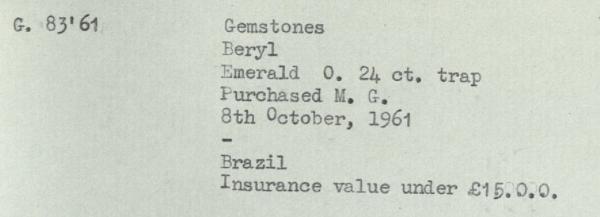 G. 83'61 Gemstones
Beryl
Emerald 0. 24 ct. trap
Purchased M. G.
8th October, 1961
-
Brazil
Insurance value under £15.0.0.